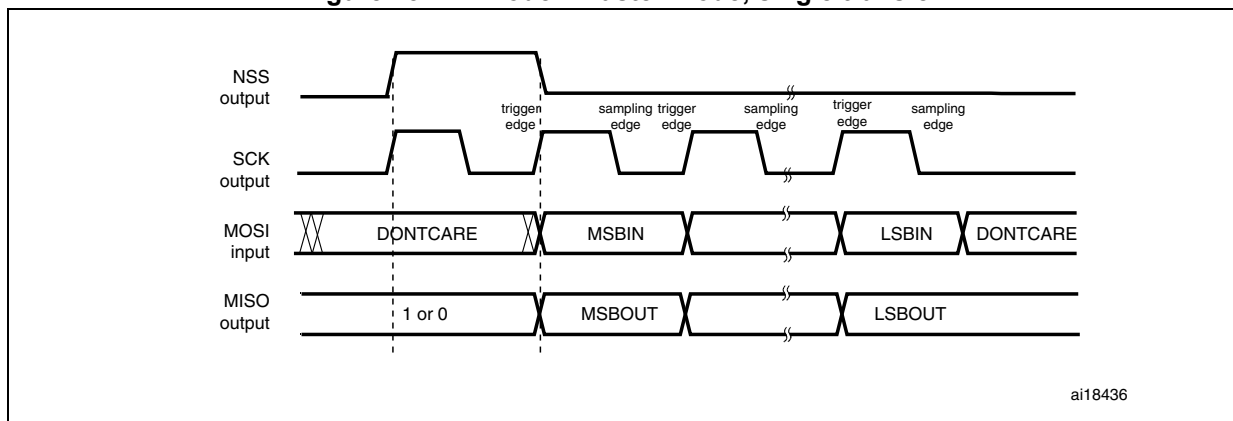 NSS
output
trigger
edge
sampling
edge
trigger
edge
sampling
edge
trigger
edge
sampling
edge
SCK
output
MOSI
input
DONTCARE
MSBIN
LSBIN
DONTCARE
MISO
output
1 or 0
MSBOUT
LSBOUT
ai18436